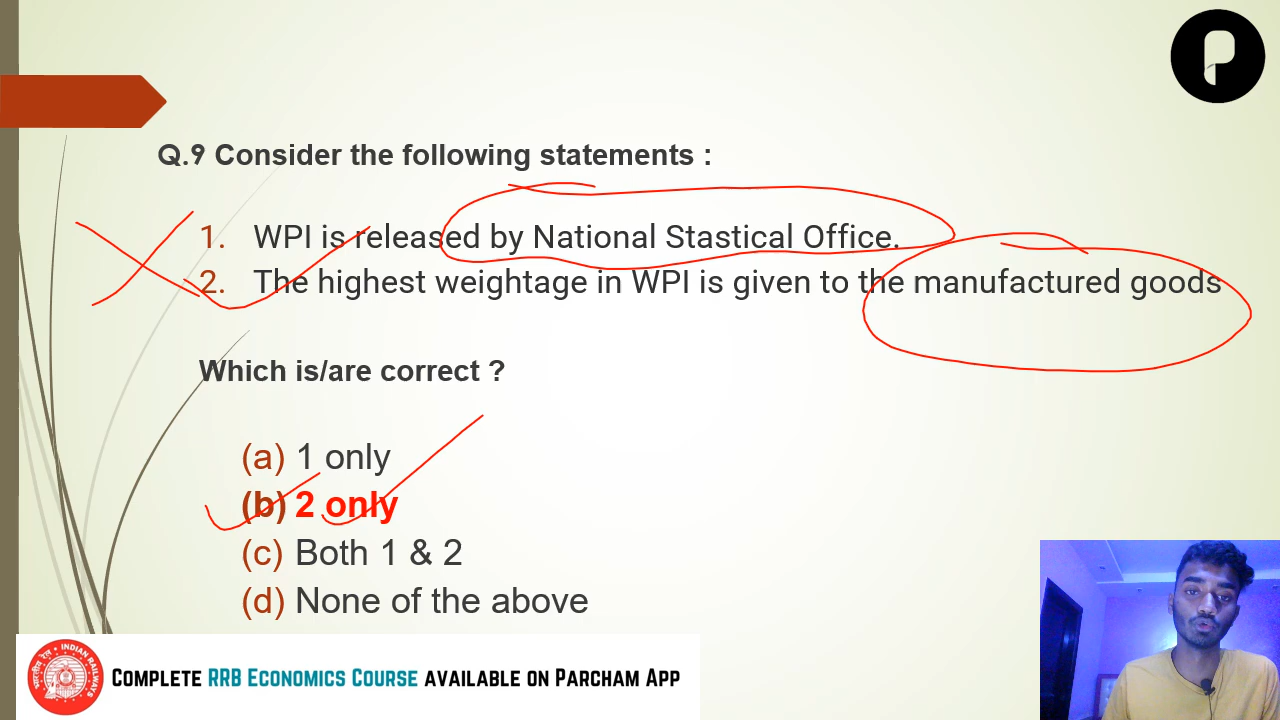 Q.9 Consider the following statements :
1. WPI is released by National Stastical Office.
2. The highest weightage in WPI is given to the manufactured goods
Which is/are correct ?
(a) 1 only
(b) 2 only
(c) Both 1 & 2
(d) None of the above
COMPLETE RRB ECONOMICS COURSE AVAILABLE ON PARCHAM APP